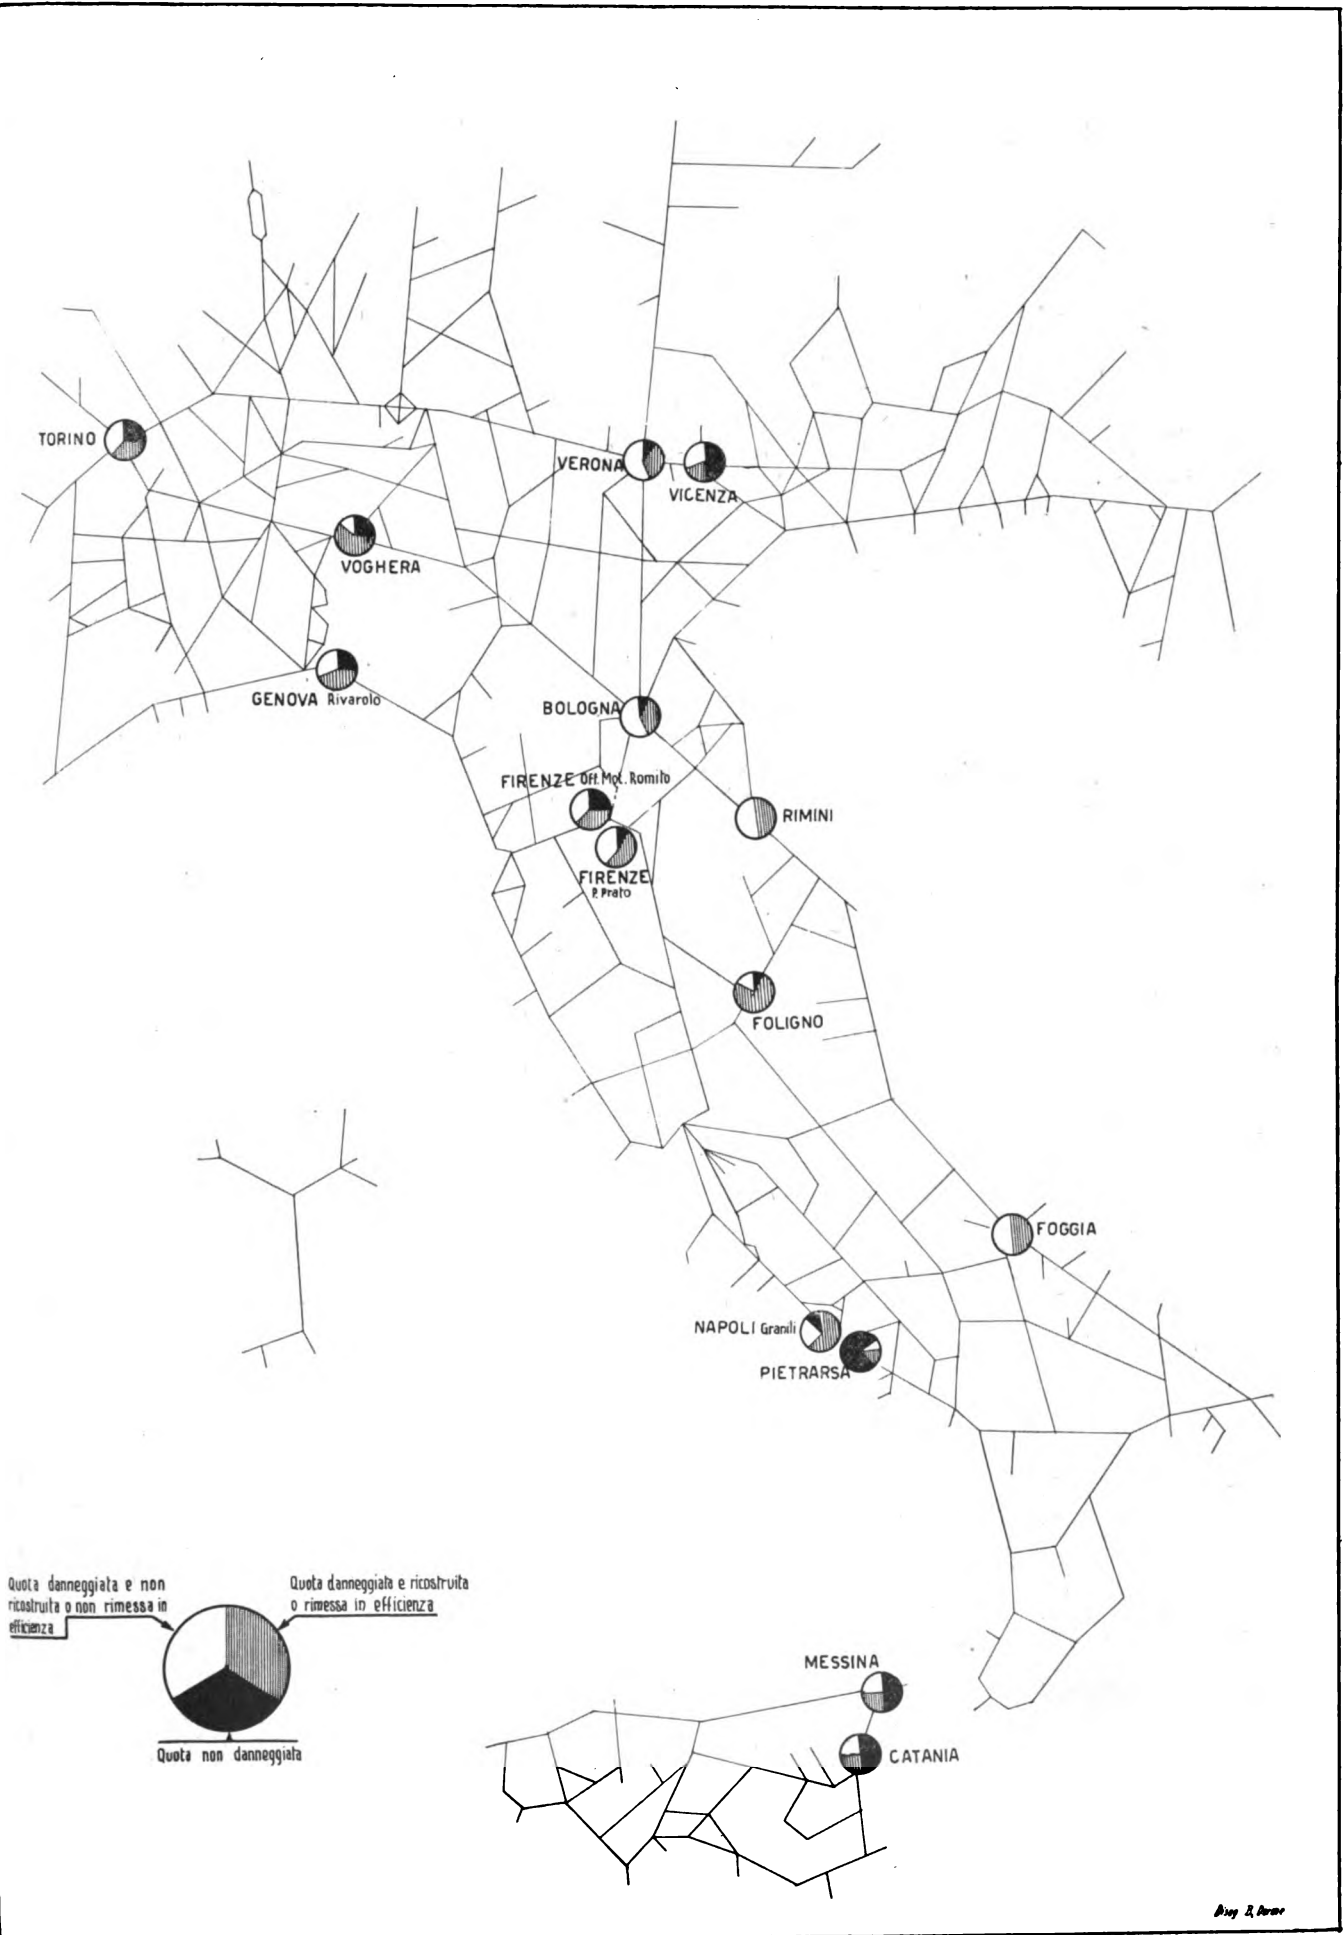 TORINO
VERONA
VICENZA
VOGHERA
GENOVA Rivarolo
BOLOGNA
FIRENZE Off. Mot. Romito
RIMINI
FIRENZE
P. Prato
FOLIGNO
FOGGIA
NAPOLI Granili
PIETRARSA
Quota danneggiata e non
ricostruita o non rimessa in
efficienza
Quota danneggiata e ricostruita
o rimessa in efficienza
Quota non danneggiata
MESSINA
CATANIA
Diseg B.